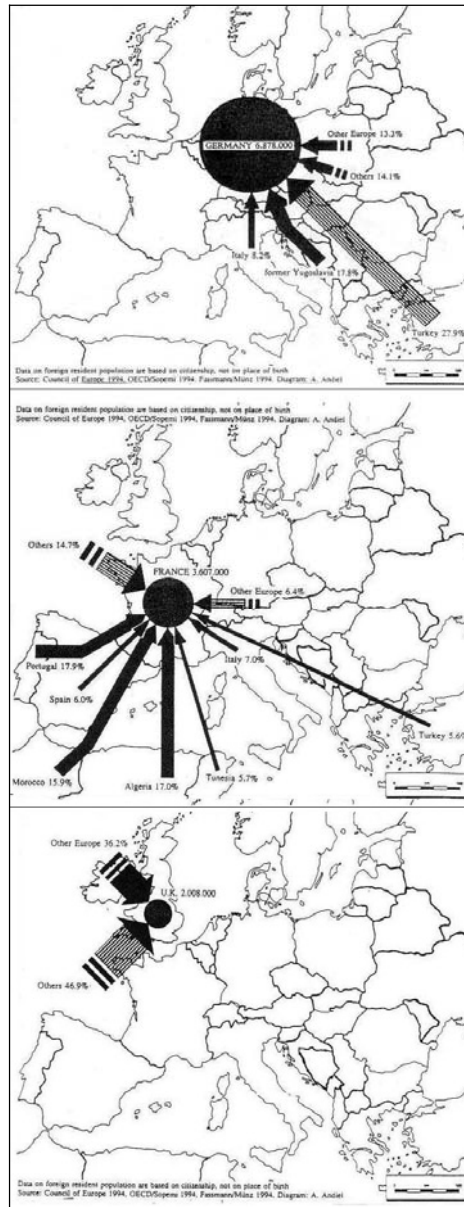 Other Europe 13.3%
GERMANY 6.878.000
Others 14.1%
Italy 8.2%
former Yugoslavia 17.8%
Turkey 27.9%
Data on foreign resident population are based on citizenship, not on place of birth
Source: Council of Europe 1994, OECD/Sopemi 1994. Fassmann/Münz 1994. Diagram: A. Andiel
Data on foreign resident population are based on citizenship, not on place of birth
Source: Council of Europe 1994, OECD/Sopemi 1994, Fassmann/Münz 1994. Diagram: A. Andiel
Others 14.7%
FRANCE 3.607.000
Other Europe 6.4%
Portugal 17.9%
Italy 7.0%
Spain 6.0%
Turkey 5.6%
Morocco 15.9%
Algeria 17.0%
Tunesia 5.7%
Other Europe 36.2%
U.K. 2.008.000
Others 46.9%
Data on foreign resident population are based on citizenship, not on place of birth
Source: Council of Europe 1994, OECD/Sopemi 1994, Fassmann/Münz 1994. Diagram: A. Andiel